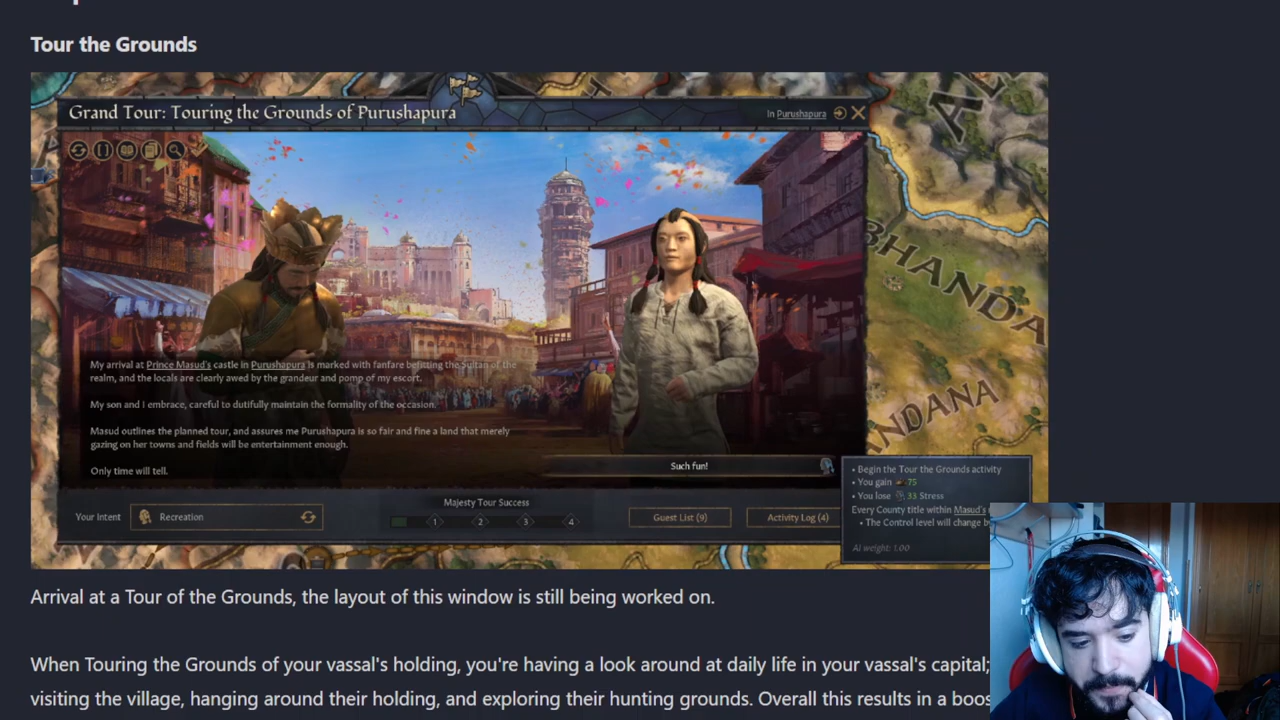 Tour the Grounds
Grand Tour: Touring the Grounds of Purushapura
In Purushapura
My arrival at Prince Masud's castle in Purushapura is marked with fanfare befitting the Sultan of the
realm, and the locals are clearly awed by the grandeur and pomp of my escort.
My son and I embrace, careful to dutifully maintain the formality of the occasion.
Masud outlines the planned tour, and assures me Purushapura is so fair and fine a land that merely
gazing on her towns and fields will be entertainment enough.
Only time will tell.
Such fun!
Your Intent
Recreation
Majesty Tour Success
1 2 3 4
Guest List (9)
Activity Log (4)
• Begin the Tour the Grounds activity
• You gain 75
• You lose 33 Stress
Every County title within Masud's
• The Control level will change b
AI weight: 1.00
BHANDA
NDANA
Arrival at a Tour of the Grounds, the layout of this window is still being worked on.
When Touring the Grounds of your vassal's holding, you're having a look around at daily life in your vassal's capital;
visiting the village, hanging around their holding, and exploring their hunting grounds. Overall this results in a boos